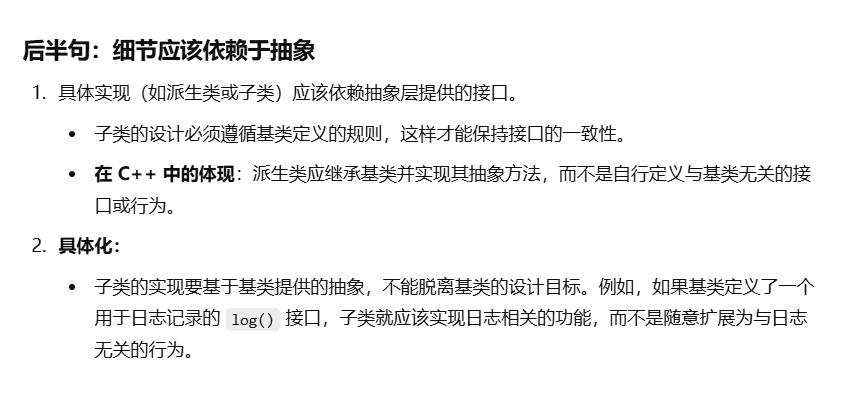 后半句：细节应该依赖于抽象
1. 具体实现（如派生类或子类）应该依赖抽象层提供的接口。
• 子类的设计必须遵循基类定义的规则，这样才能保持接口的一致性。
• 在 C++ 中的体现：派生类应继承基类并实现其抽象方法，而不是自行定义与基类无关的接
口或行为。
2. 具体化：
• 子类的实现要基于基类提供的抽象，不能脱离基类的设计目标。例如，如果基类定义了一个
用于日志记录的 log() 接口，子类就应该实现日志相关的功能，而不是随意扩展为与日志
无关的行为。